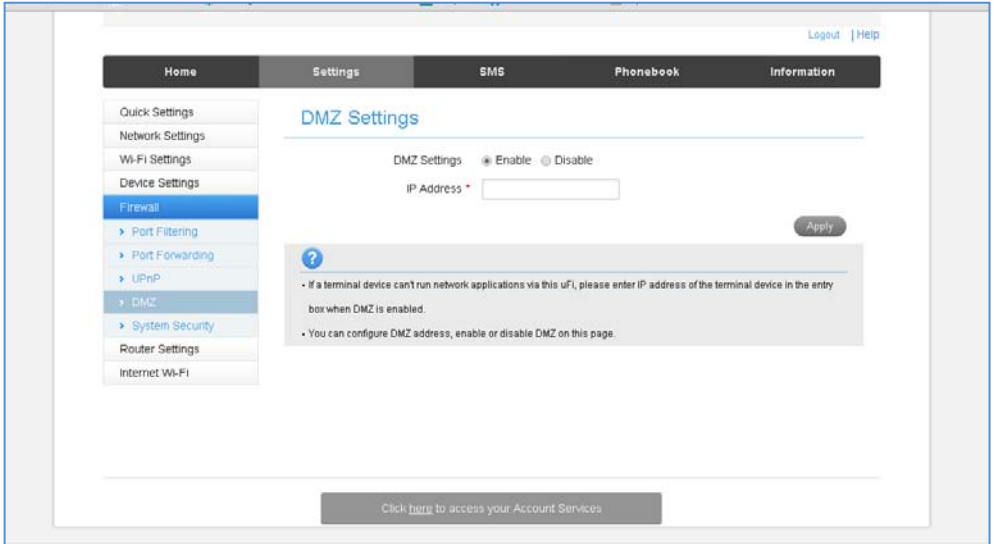 Logout | Help
Home Settings SMS Phonebook Information
Quick Settings
Network Settings
Wi-Fi Settings
Device Settings
Firewall
Port Filtering
Port Forwarding
UPnP
DMZ
System Security
Router Settings
Internet Wi-Fi
DMZ Settings
DMZ Settings Enable Disable
IP Address *
Apply
?
• If a terminal device can't run network applications via this uFi, please enter IP address of the terminal device in the entry
box when DMZ is enabled.
• You can configure DMZ address, enable or disable DMZ on this page.
Click here to access your Account Services